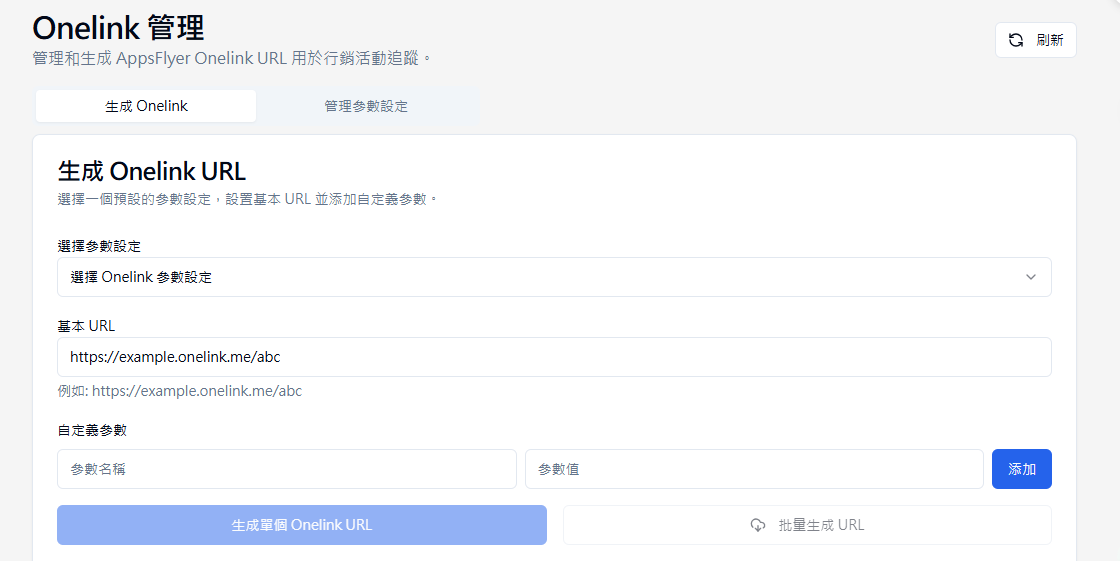 Onelink 管理
管理和生成 AppsFlyer Onelink URL 用於行銷活動追蹤。
刷新
生成 Onelink
管理參數設定
生成 Onelink URL
選擇一個預設的參數設定，設置基本 URL 並添加自定義參數。
選擇參數設定
選擇 Onelink 參數設定
基本 URL
https://example.onelink.me/abc
例如: https://example.onelink.me/abc
自定義參數
參數名稱
參數值
添加
生成單個 Onelink URL
批量生成 URL